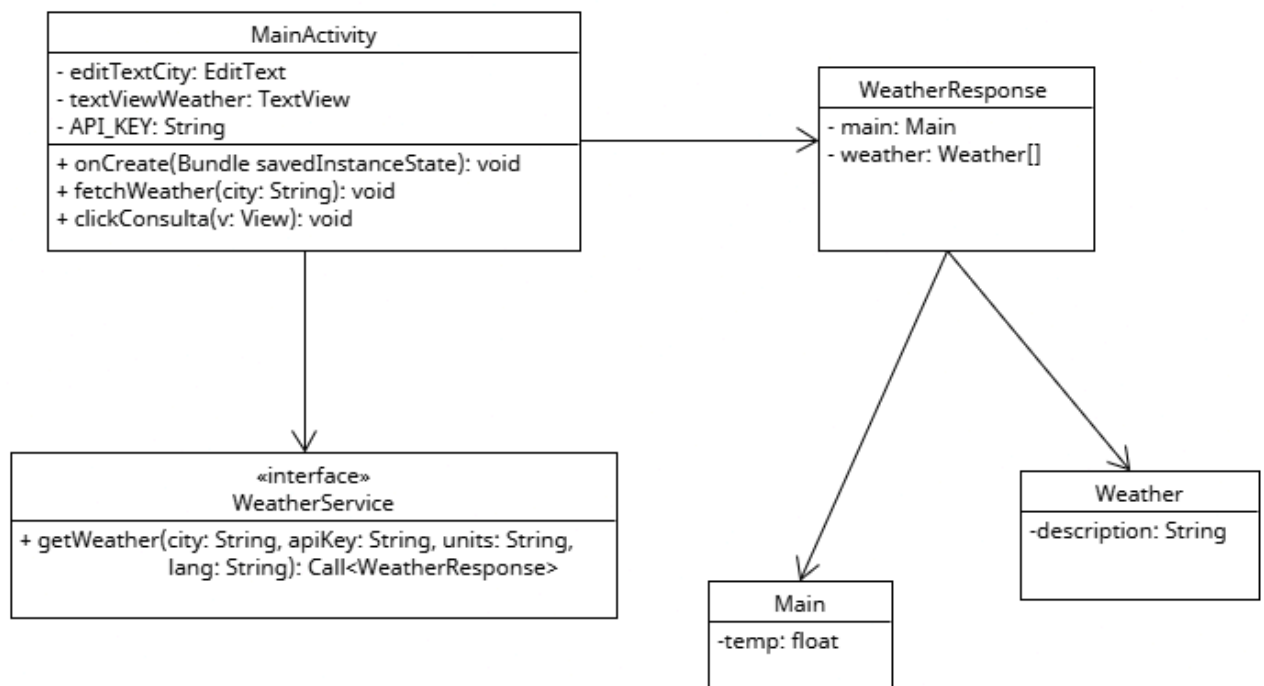 MainActivity
- editTextCity: EditText
- textViewWeather: TextView
- API_KEY: String
+ onCreate(Bundle savedInstanceState): void
+ fetchWeather(city: String): void
+ clickConsulta(v: View): void
WeatherResponse
- main: Main
- weather: Weather[]
«interface»
WeatherService
+ getWeather(city: String, apiKey: String, units: String,
lang: String): Call<WeatherResponse>
Weather
-description: String
Main
-temp: float